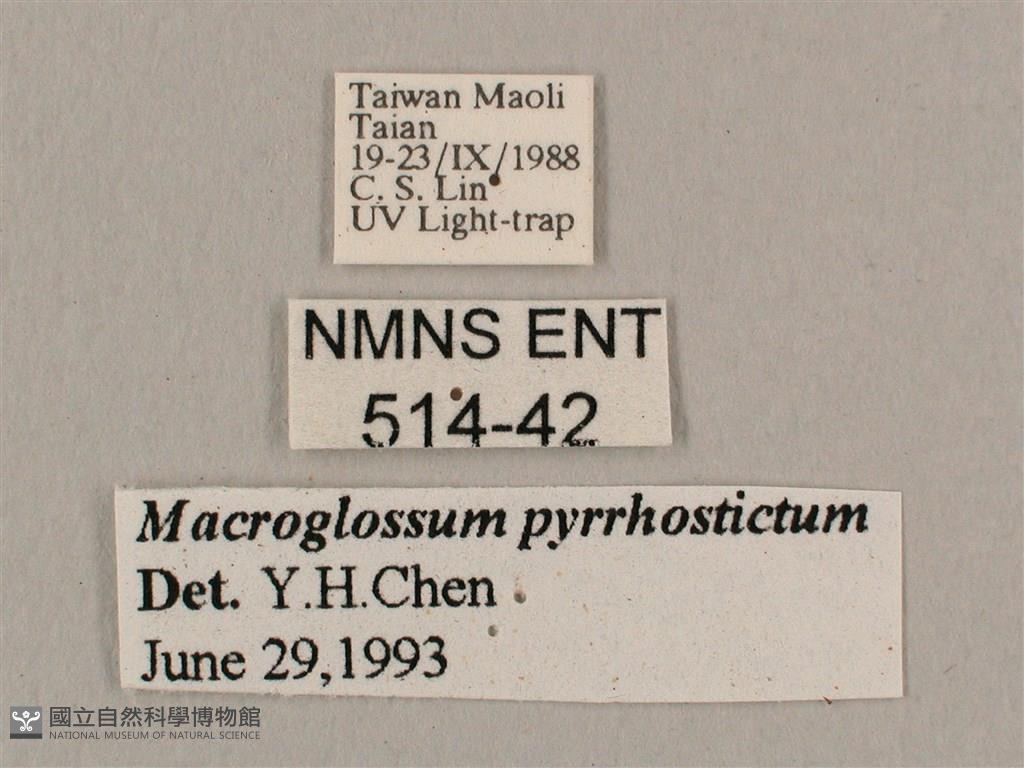 Taiwan Maoli
Taian
19-23/IX/1988
C. S. Lin
UV Light-trap
NMNS ENT
514-42
Macroglossum pyrrhostictum
Det. Y.H.Chen
June 29,1993
國立自然科學博物館
NATIONAL MUSEUM OF NATURAL SCIENCE